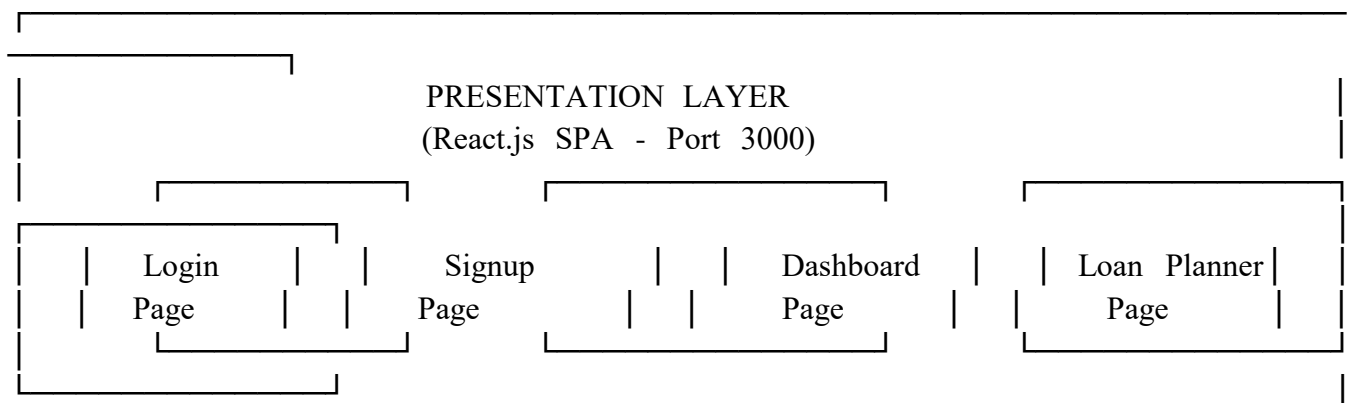 PRESENTATION LAYER
(React.js SPA - Port 3000)
Login Signup Dashboard Loan Planner
Page Page Page Page